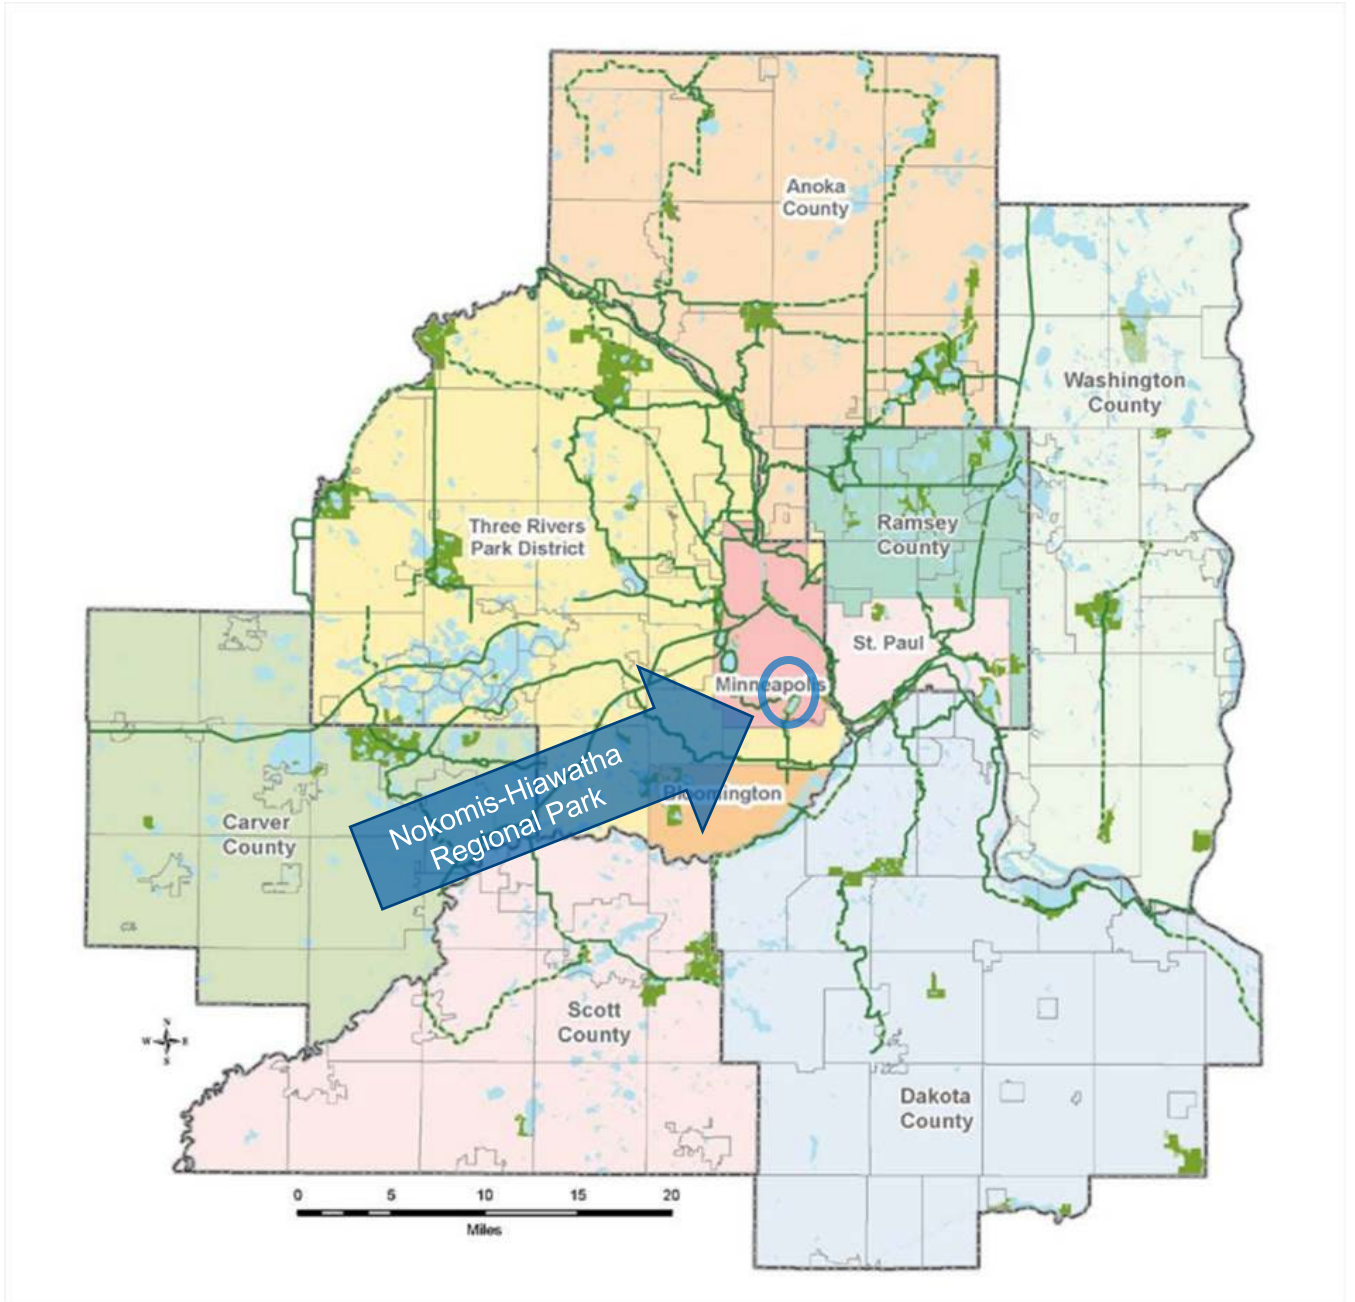 Anoka
County
Washington
County
Three Rivers
Park District
Ramsey
County
St. Paul
Minneapolis
Nokomis-Hiawatha
Regional Park
Bloomington
Carver
County
Scott
County
N
W E
S
Dakota
County
0 5 10 15 20
Miles